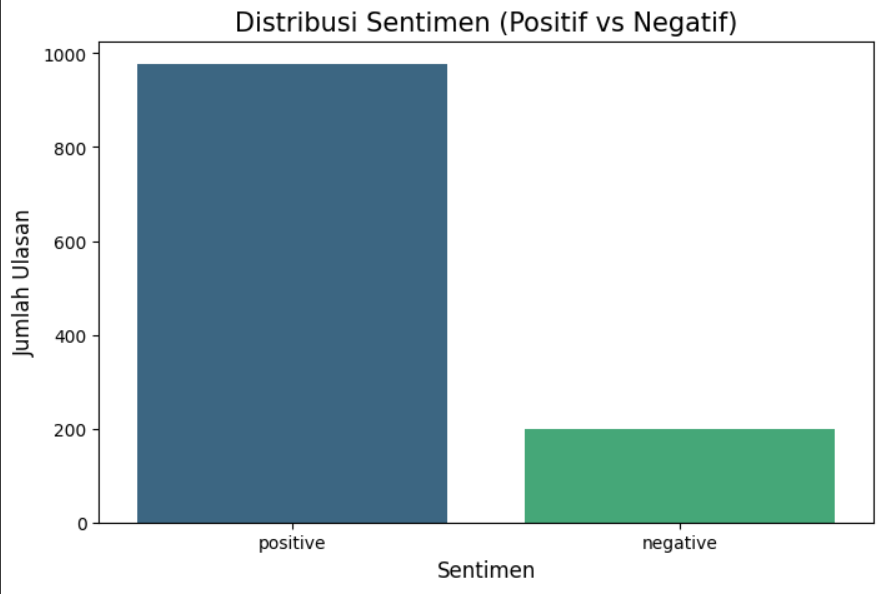 Distribusi Sentimen (Positif vs Negatif)
1000
800
600
400
200
0
Jumlah Ulasan
positive
negative
Sentimen